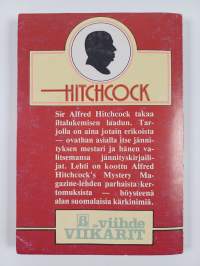 HITCHCOCK
Sir Alfred Hitchcock takaa
iltalukemisen laadun. Tar-
jolla on aina jotain erikoista
— ovathan asialla itse jänni-
tyksen mestari ja hänen va-
litsemansa jännityskirjaili-
jat. Lehti on koottu Alfred
Hitchcock's Mystery Ma-
gazine-lehden parhaista ker-
tomuksista — höysteenä
alan suomalaisia kärkinimiä.
viihde
VIIKARIT